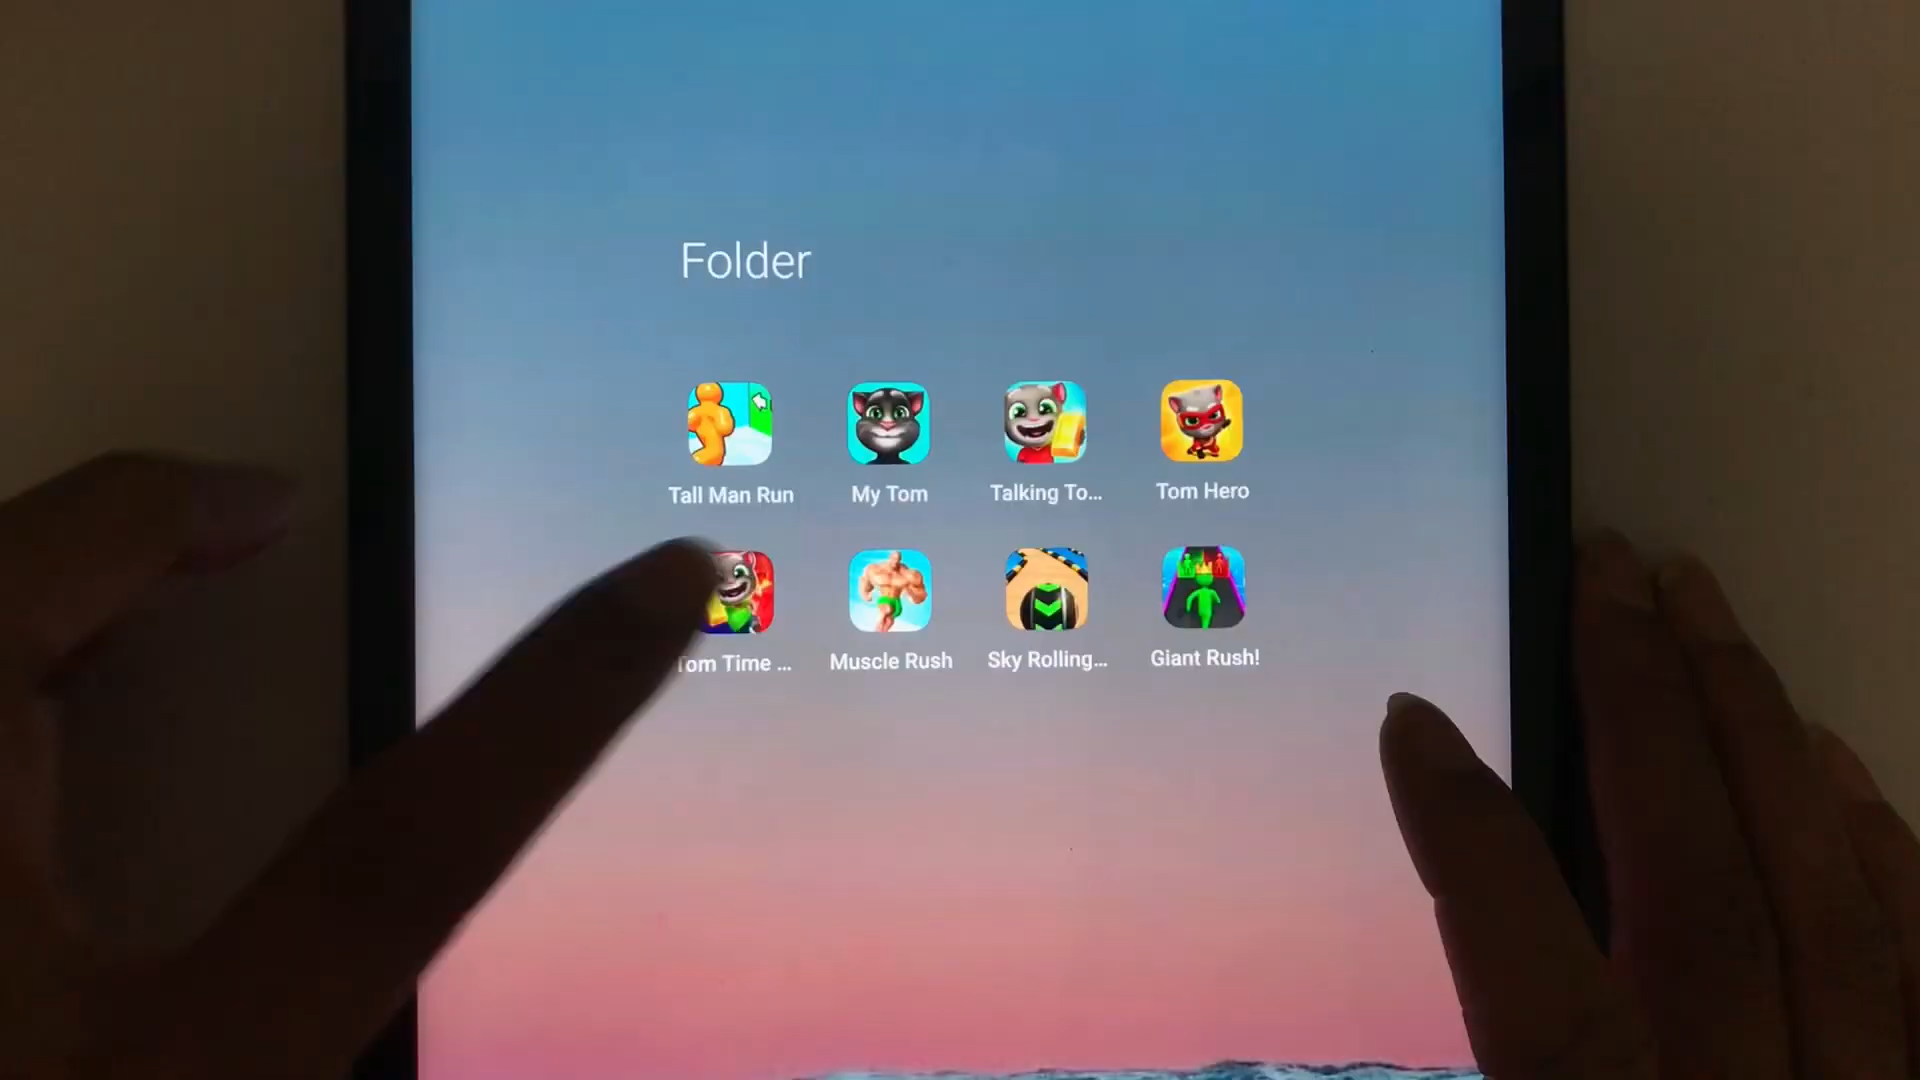 Folder
Tall Man Run
My Tom
Talking To...
Tom Hero
Tom Time ...
Muscle Rush
Sky Rolling...
Giant Rush!